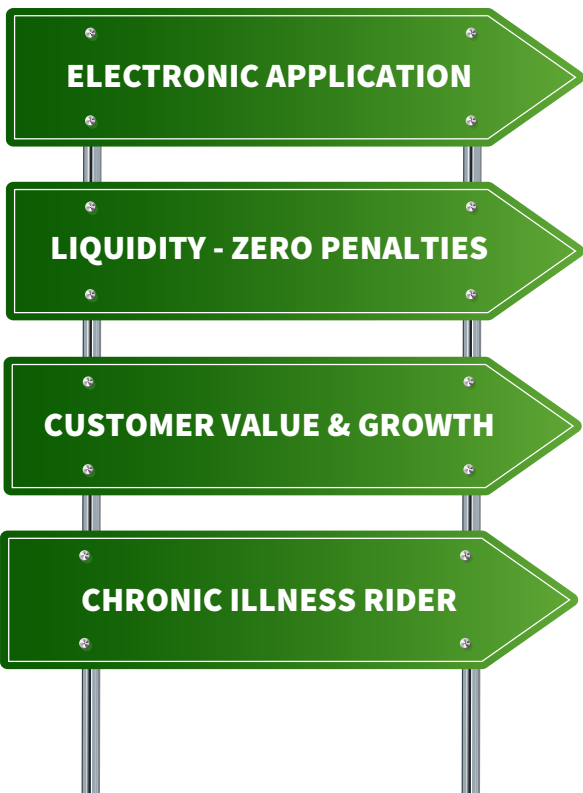 ELECTRONIC APPLICATION
LIQUIDITY - ZERO PENALTIES
CUSTOMER VALUE & GROWTH
CHRONIC ILLNESS RIDER